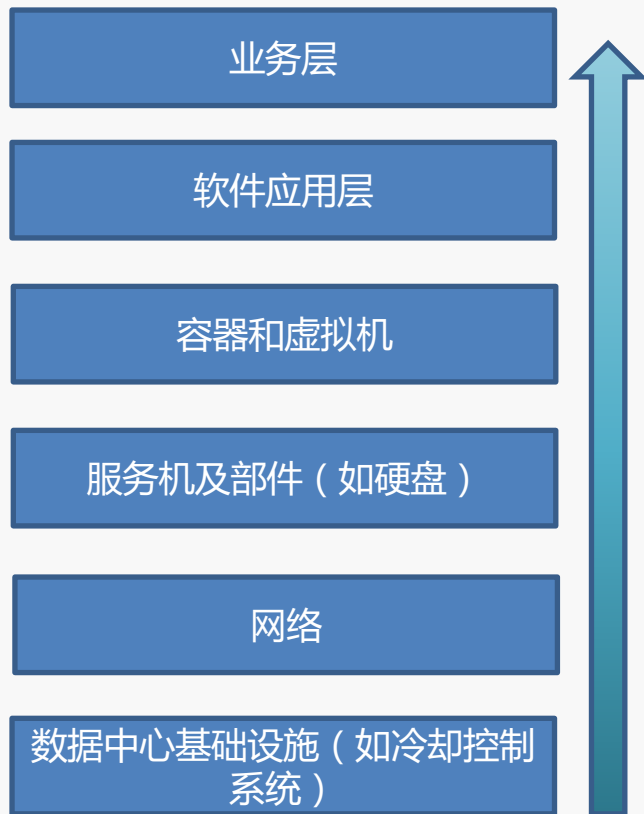 业务层
软件应用层
容器和虚拟机
服务机及部件（如硬盘）
网络
数据中心基础设施（如冷却控制
系统）